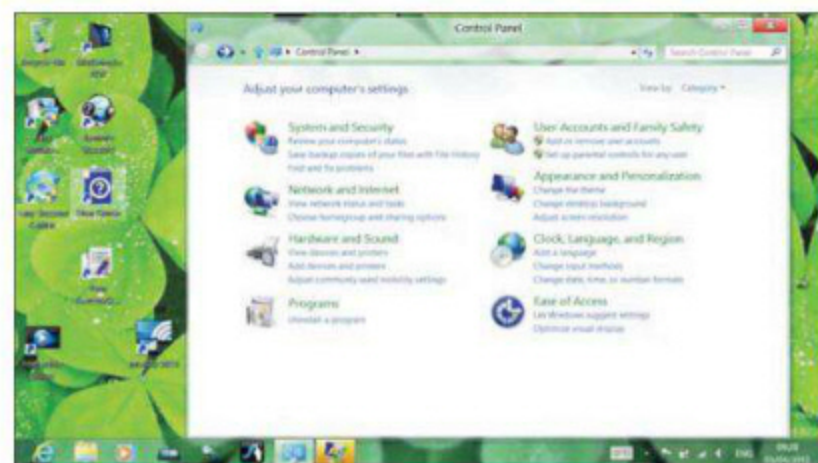 Control Panel
Control Panel
Search Control Panel
Adjust your computer's settings
View by: Category
System and Security
Review your computer's status
Save backup copies of your files with File History
Find and fix problems
Network and Internet
View network status and tasks
Choose homegroup and sharing options
Hardware and Sound
View devices and printers
Add devices and printers
Adjust commonly used mobility settings
Programs
Uninstall a program
User Accounts and Family Safety
Add or remove user accounts
Set up parental controls for any user
Appearance and Personalization
Change the theme
Change desktop background
Adjust screen resolution
Clock, Language, and Region
Add a language
Change input methods
Change date, time, or number formats
Ease of Access
Let Windows suggest settings
Optimize visual display
Recycle Bin
ENG